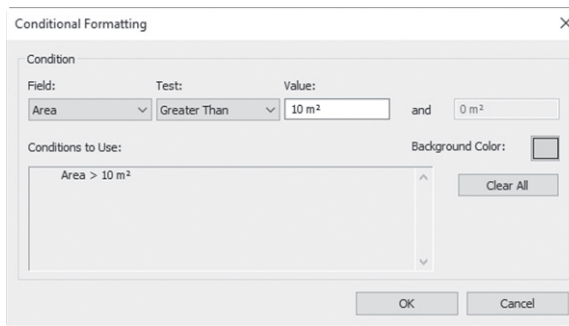 Conditional Formatting
Condition
Field: Test: Value:
Area Greater Than 10 m² and 0 m²
Conditions to Use: Background Color:
Area > 10 m²
Clear All
OK Cancel